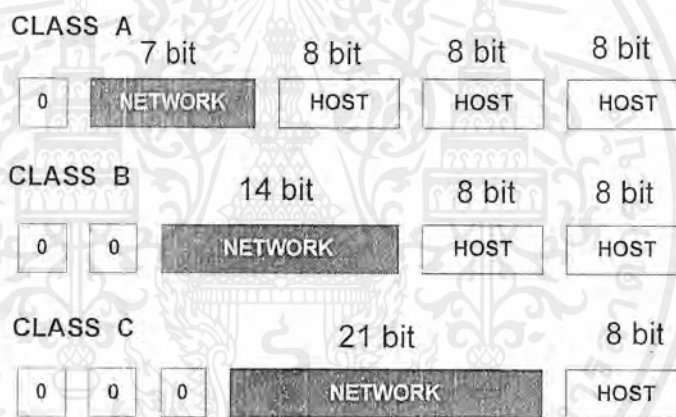 CLASS A
7 bit 8 bit 8 bit 8 bit
0 NETWORK HOST HOST HOST
CLASS B
14 bit 8 bit 8 bit
0 0 NETWORK HOST HOST
CLASS C
21 bit 8 bit
0 0 0 NETWORK HOST